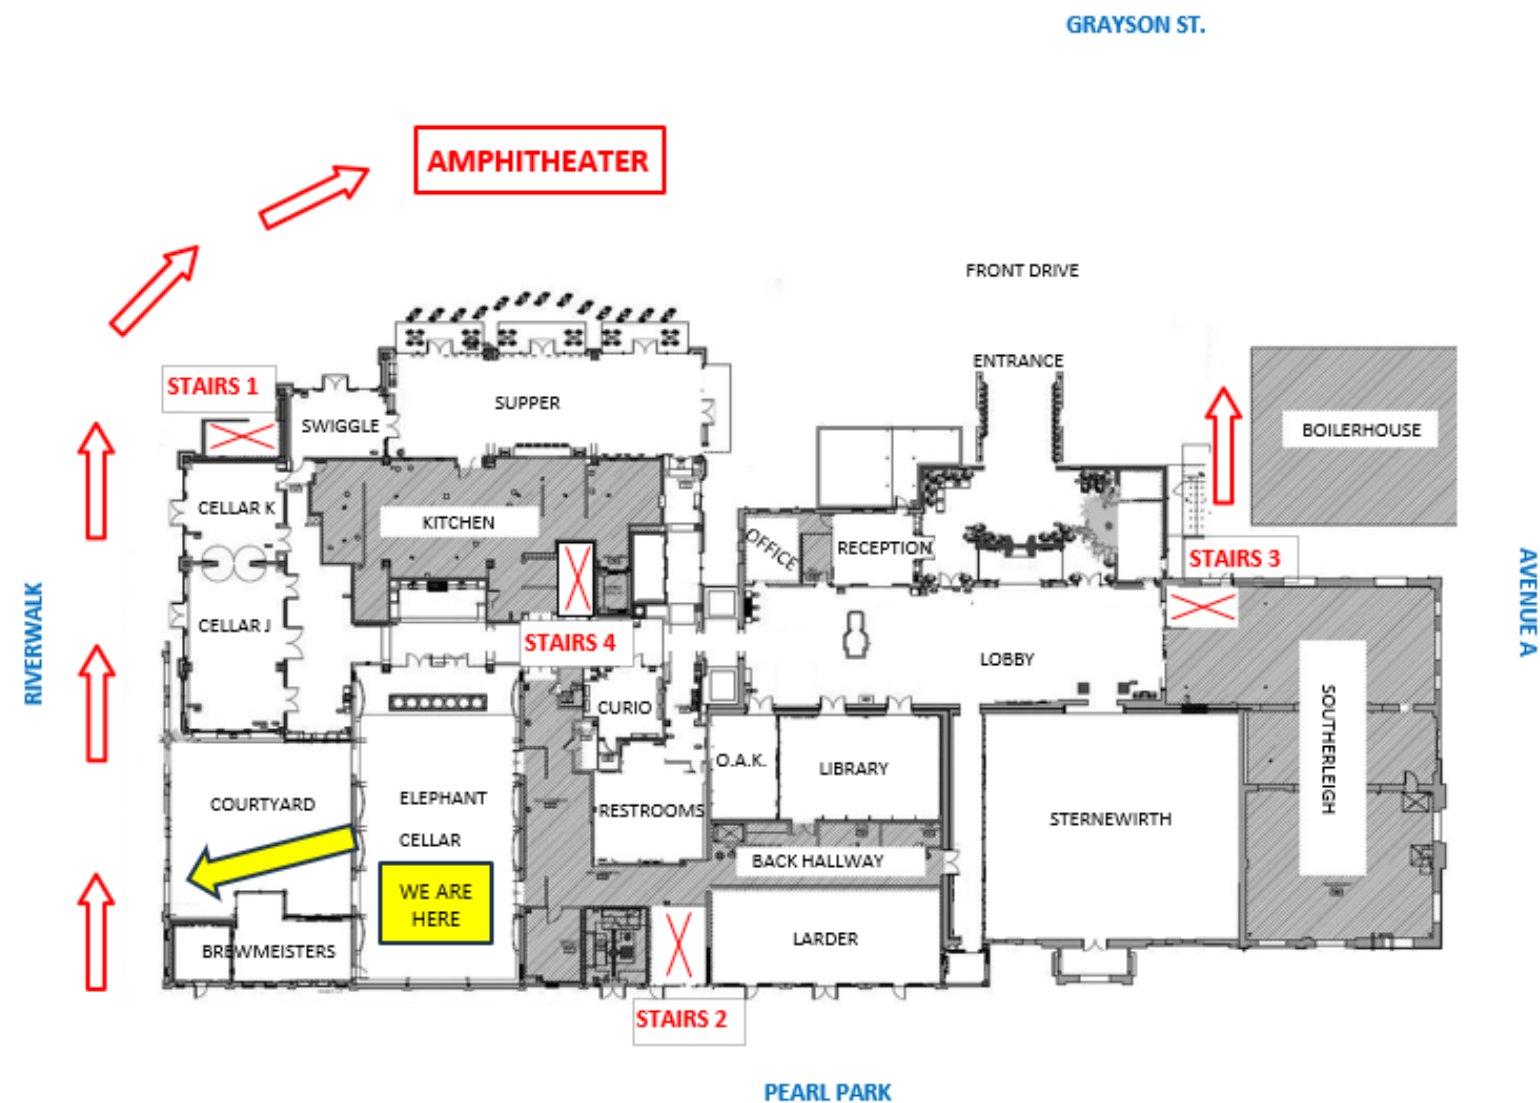 GRAYSON ST.
AMPHITHEATER
FRONT DRIVE
ENTRANCE
STAIRS 1
SUPPER
SWIGGLE
BOILERHOUSE
CELLAR K
KITCHEN
OFFICE
RECEPTION
STAIRS 3
AVENUE A
RIVERWALK
CELLAR J
STAIRS 4
LOBBY
CURIO
SOUTHERLEIGH
O.A.K.
LIBRARY
COURTYARD
ELEPHANT
CELLAR
RESTROOMS
STERNEWIRTH
BACK HALLWAY
WE ARE
HERE
BREWMEISTERS
LARDER
STAIRS 2
PEARL PARK